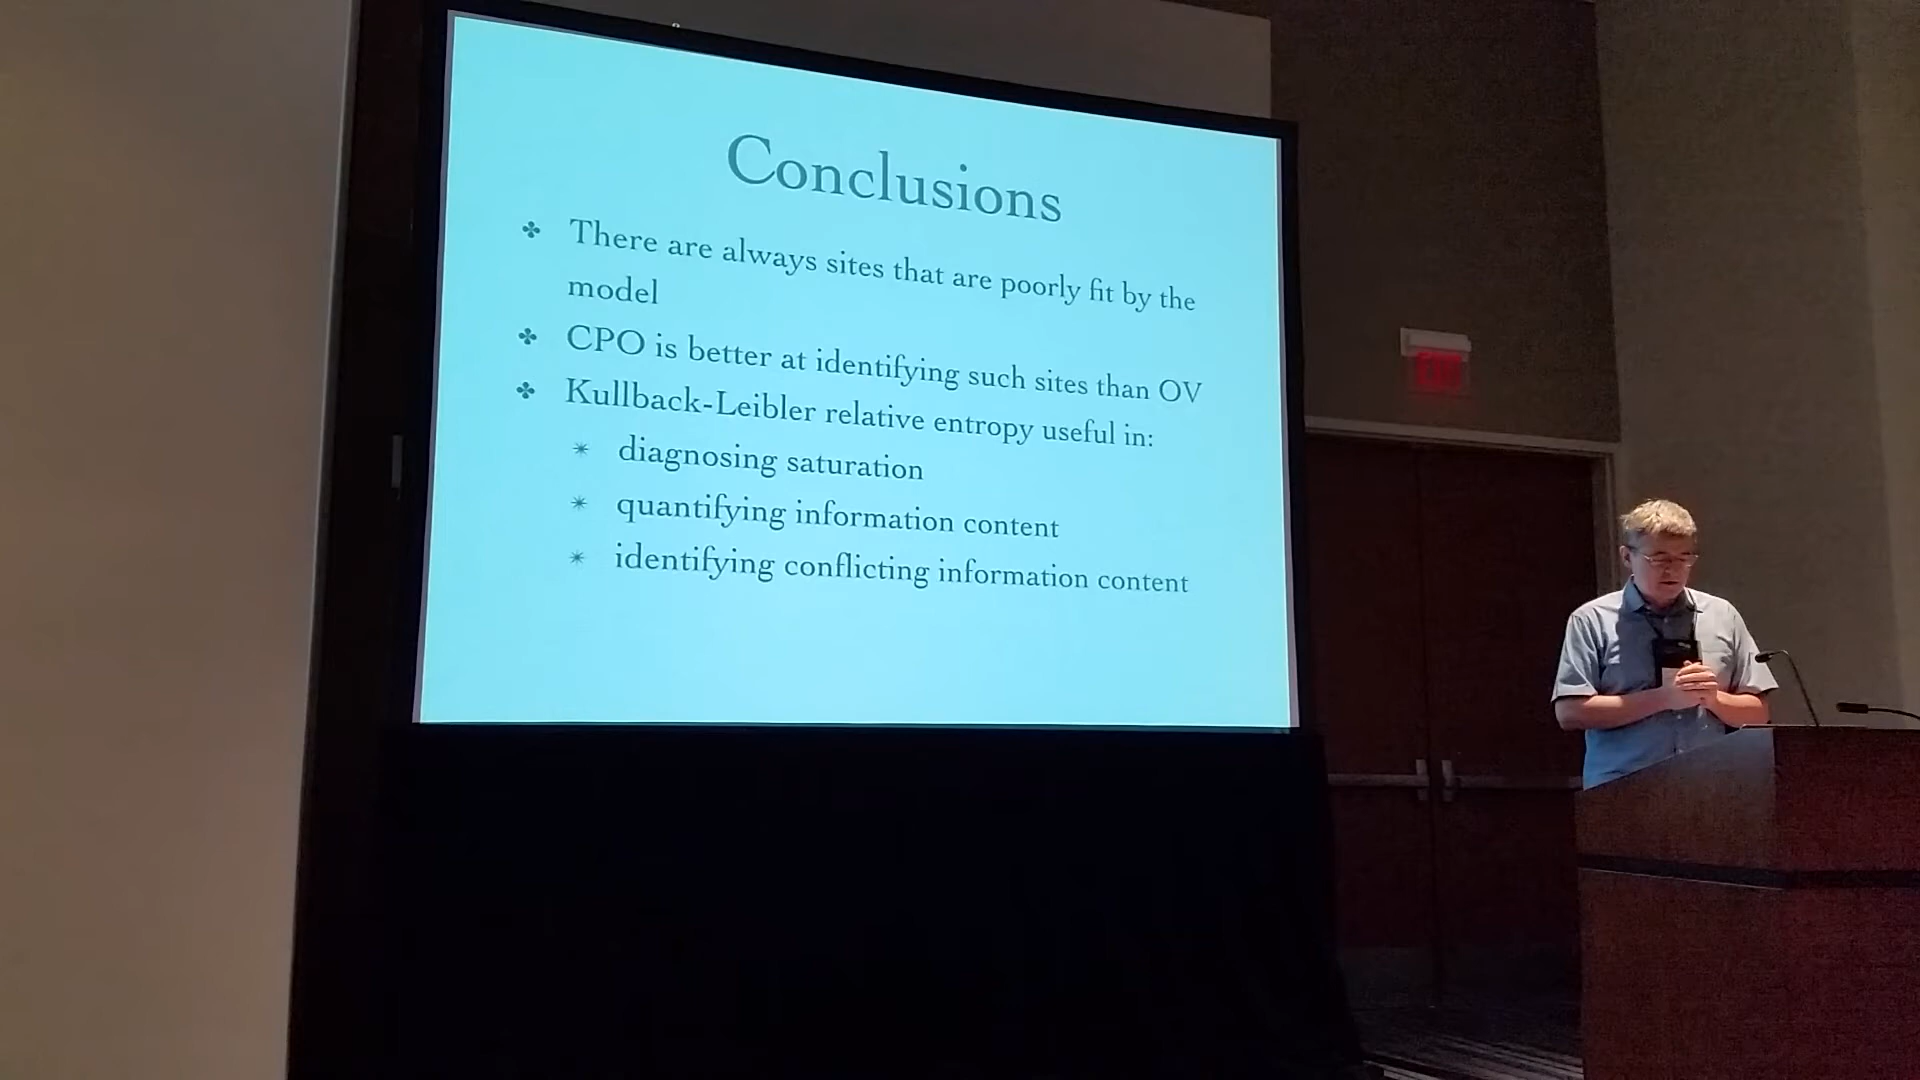 Conclusions
There are always sites that are poorly fit by the
model
CPO is better at identifying such sites than OV
Kullback-Leibler relative entropy useful in:
diagnosing saturation
quantifying information content
identifying conflicting information content
EXIT